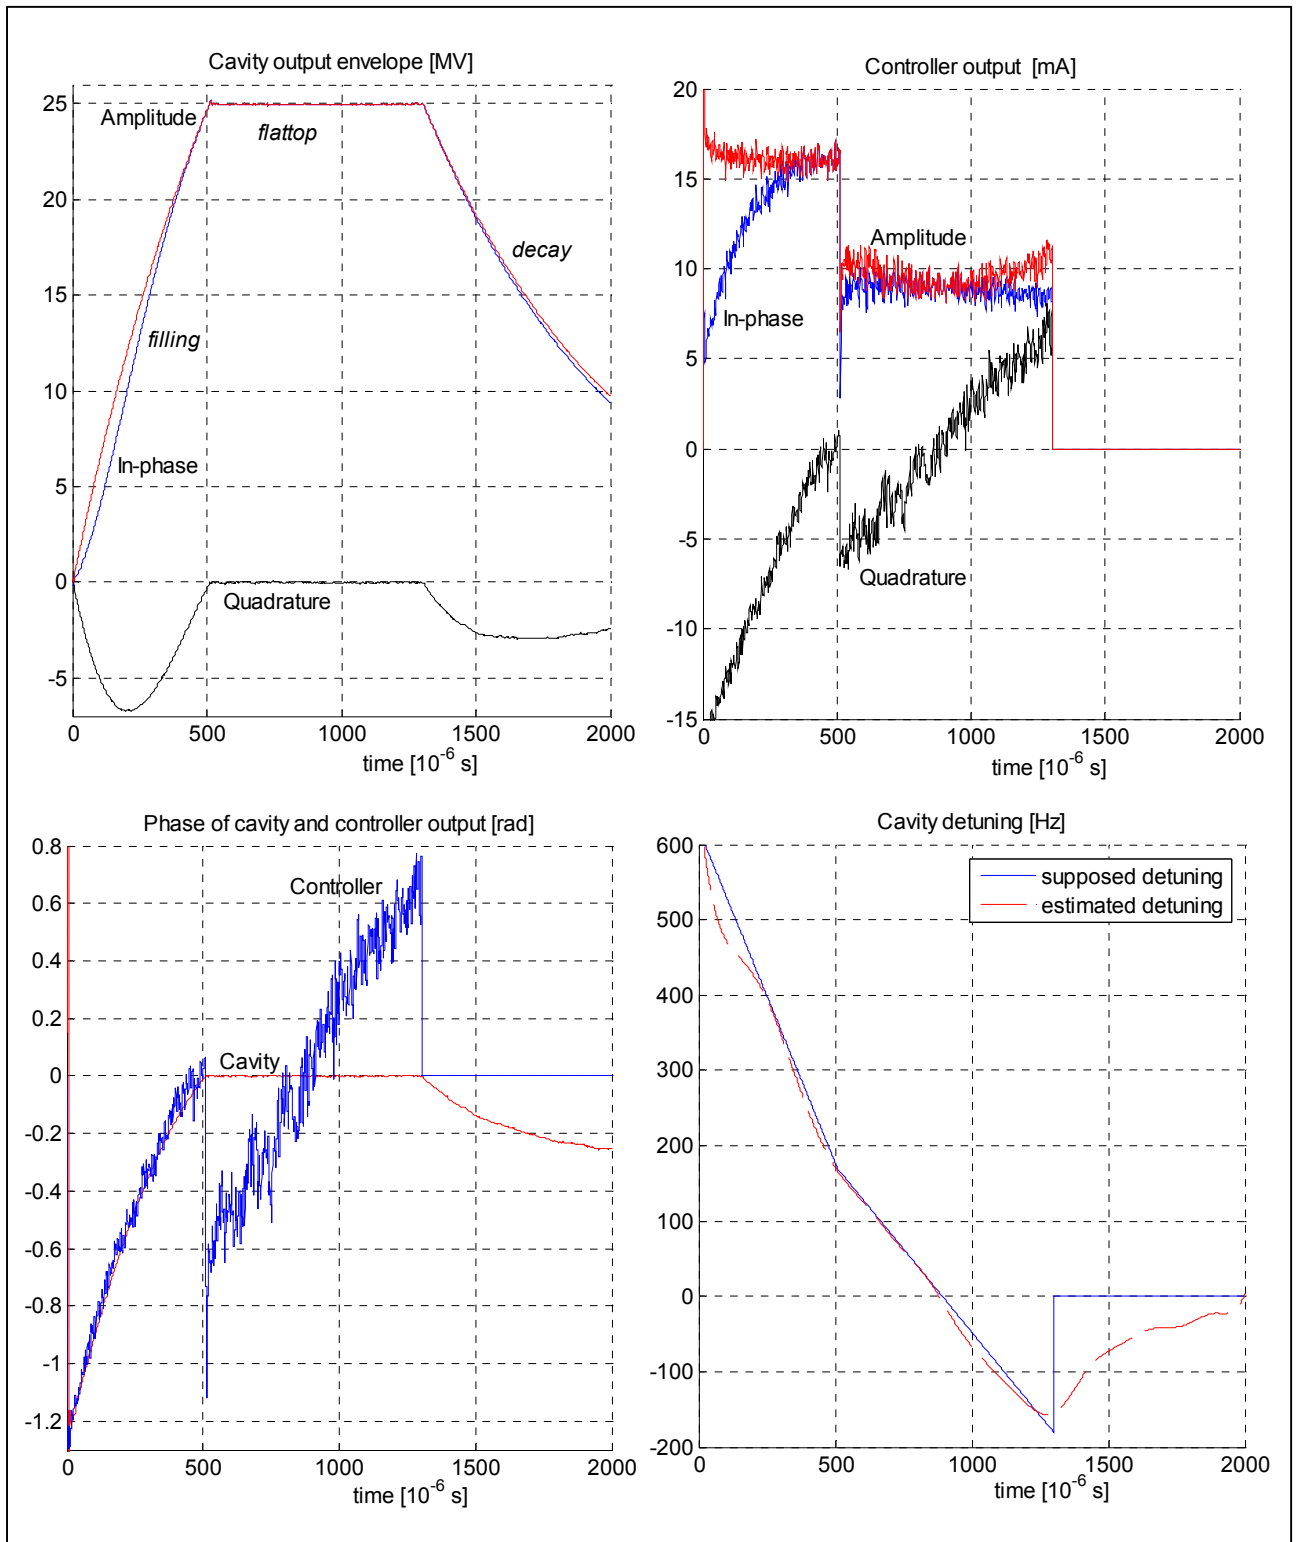 Cavity output envelope [MV]
25
20
15
10
5
0
-5
Amplitude
flattop
decay
filling
In-phase
Quadrature
0 500 1000 1500 2000
time [10-6 s]
Controller output [mA]
20
15
10
5
0
-5
-10
-15
Amplitude
In-phase
Quadrature
0 500 1000 1500 2000
time [10-6 s]
Phase of cavity and controller output [rad]
0.8
0.6
0.4
0.2
0
-0.2
-0.4
-0.6
-0.8
-1
-1.2
Controller
Cavity
0 500 1000 1500 2000
time [10-6 s]
Cavity detuning [Hz]
600
500
400
300
200
100
0
-100
-200
supposed detuning
estimated detuning
0 500 1000 1500 2000
time [10-6 s]